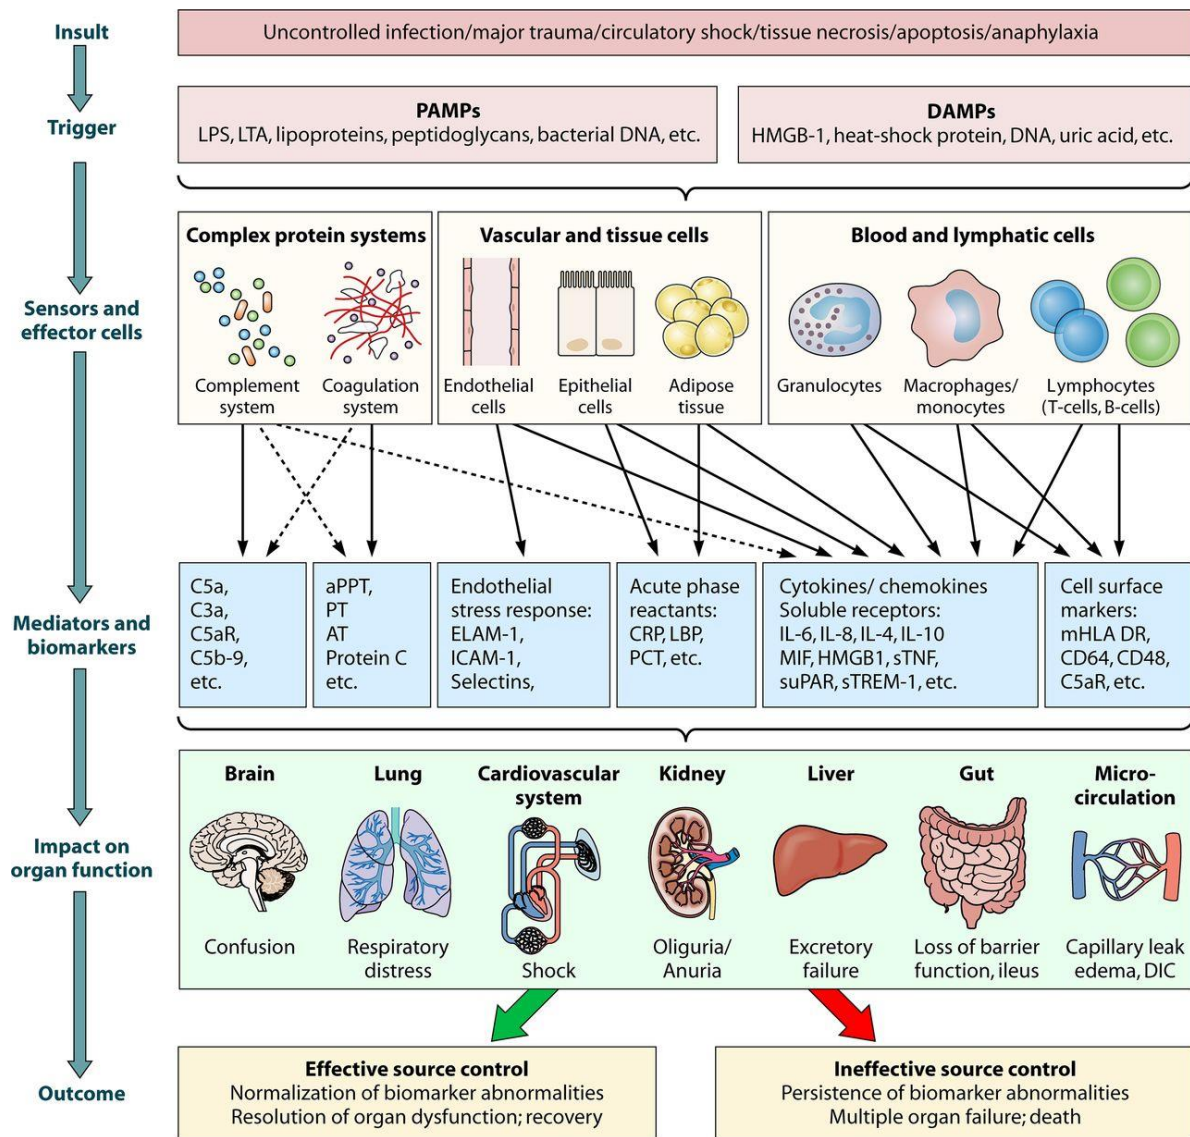 Insult
Uncontrolled infection/major trauma/circulatory shock/tissue necrosis/apoptosis/anaphylaxia
Trigger
PAMPs
LPS, LTA, lipoproteins, peptidoglycans, bacterial DNA, etc.
DAMPs
HMGB-1, heat-shock protein, DNA, uric acid, etc.
Sensors and
effector cells
Complex protein systems
Complement
system
Coagulation
system
Vascular and tissue cells
Endothelial
cells
Epithelial
cells
Adipose
tissue
Blood and lymphatic cells
Granulocytes
Macrophages/
monocytes
Lymphocytes
(T-cells, B-cells)
Mediators and
biomarkers
C5a,
C3a,
C5aR,
C5b-9,
etc.
aPPT,
PT
AT
Protein C
etc.
Endothelial
stress response:
ELAM-1,
ICAM-1,
Selectins,
Acute phase
reactants:
CRP, LBP,
PCT, etc.
Cytokines/ chemokines
Soluble receptors:
IL-6, IL-8, IL-4, IL-10
MIF, HMGB1, sTNF,
suPAR, sTREM-1, etc.
Cell surface
markers:
mHLA DR,
CD64, CD48,
C5aR, etc.
Impact on
organ function
Brain
Confusion
Lung
Respiratory
distress
Cardiovascular
system
Shock
Kidney
Oliguria/
Anuria
Liver
Excretory
failure
Gut
Loss of barrier
function, ileus
Micro-
circulation
Capillary leak
edema, DIC
Outcome
Effective source control
Normalization of biomarker abnormalities
Resolution of organ dysfunction; recovery
Ineffective source control
Persistence of biomarker abnormalities
Multiple organ failure; death